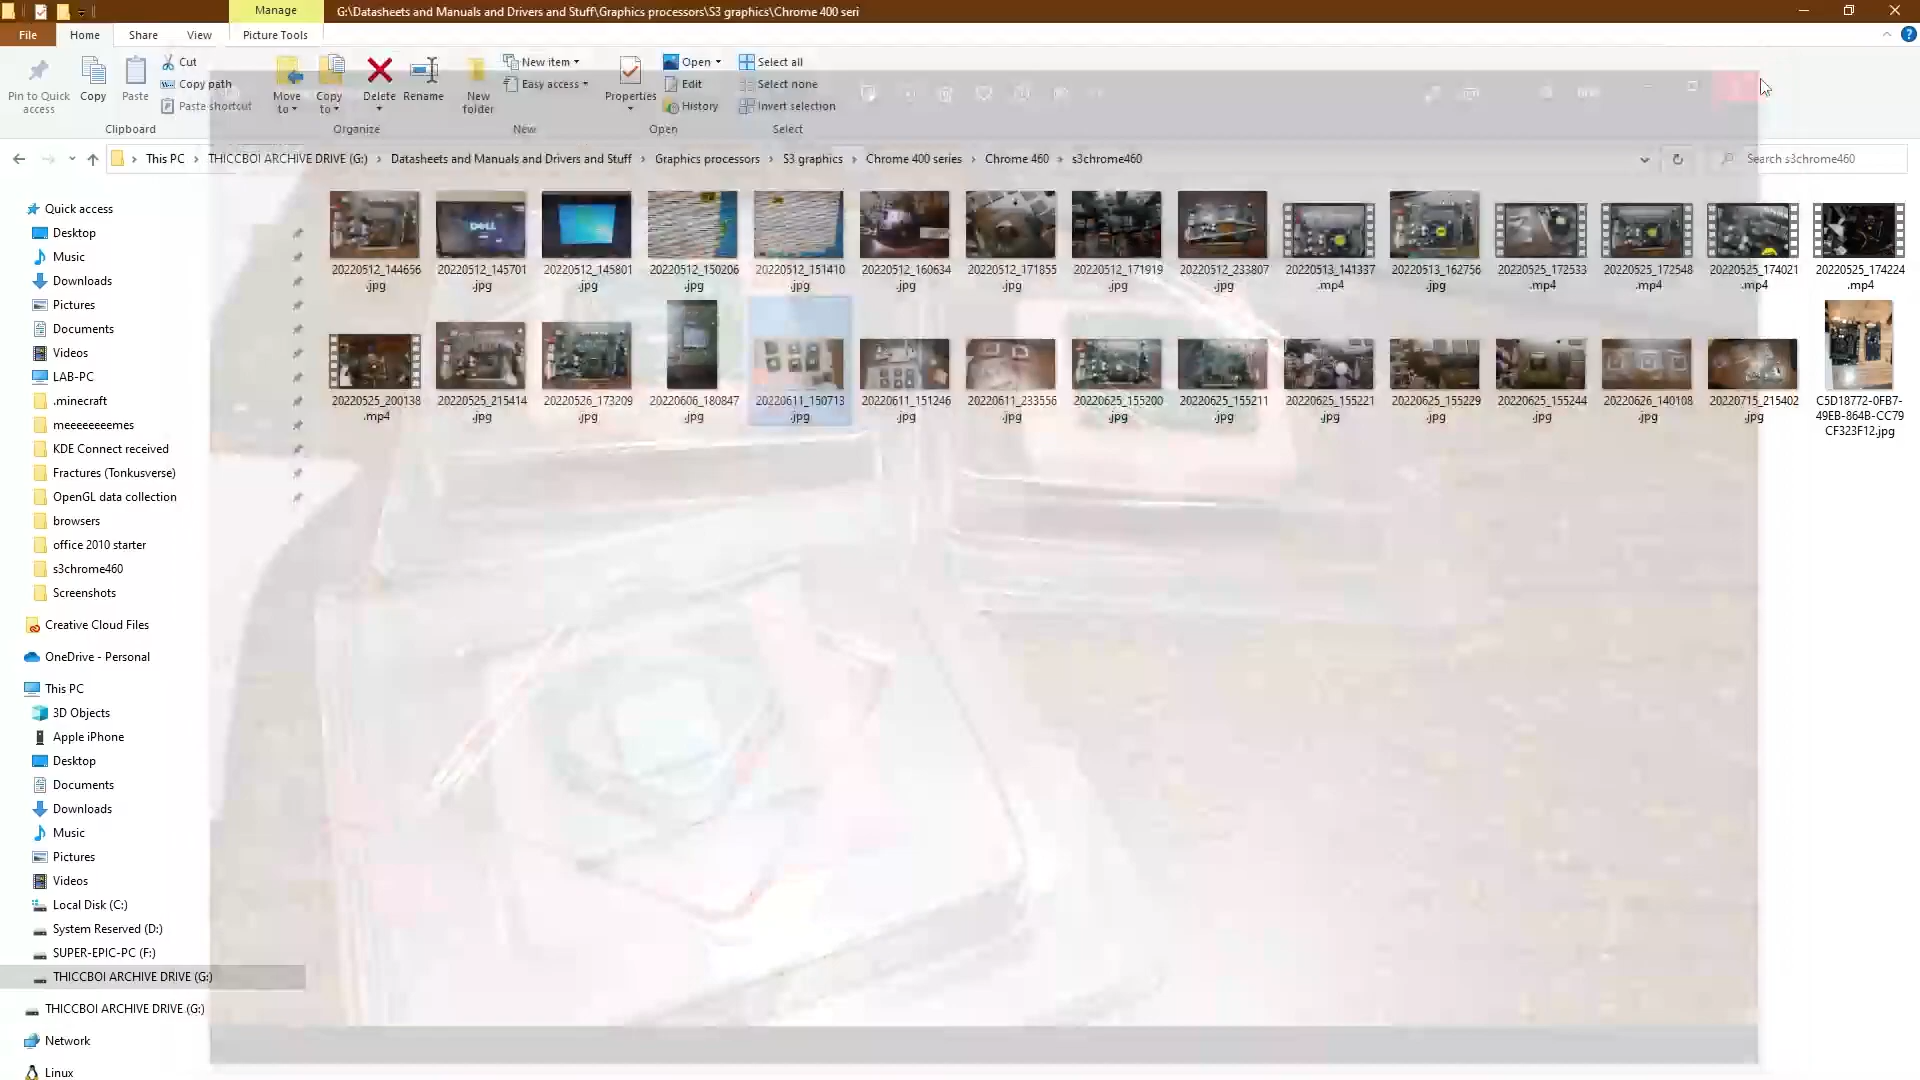 Manage
G:\Datasheets and Manuals and Drivers and Stuff\Graphics processors\S3 graphics\Chrome 400 seri
File
Home
Share
View
Picture Tools
Pin to Quick
access
Copy
Paste
Cut
Copy path
Paste shortcut
Move
to
Copy
to
Delete
Rename
New
folder
New item
Easy access
Properties
Open
Edit
History
Select all
Select none
Invert selection
Clipboard
Organize
New
Open
Select
This PC
THICCBOI ARCHIVE DRIVE (G:)
Datasheets and Manuals and Drivers and Stuff
Graphics processors
S3 graphics
Chrome 400 series
Chrome 460
s3chrome460
Search s3chrome460
Quick access
Desktop
Music
Downloads
Pictures
Documents
Videos
LAB-PC
.minecraft
meeeeeeeemes
KDE Connect received
Fractures (Tonkusverse)
OpenGL data collection
browsers
office 2010 starter
s3chrome460
Screenshots
Creative Cloud Files
OneDrive - Personal
This PC
3D Objects
Apple iPhone
Desktop
Documents
Downloads
Music
Pictures
Videos
Local Disk (C:)
System Reserved (D:)
SUPER-EPIC-PC (F:)
THICCBOI ARCHIVE DRIVE (G:)
THICCBOI ARCHIVE DRIVE (G:)
Network
Linux
DELL
20220512_144656
.jpg
20220512_145701
.jpg
20220512_145801
.jpg
20220512_150206
.jpg
20220512_151410
.jpg
20220512_160634
.jpg
20220512_171855
.jpg
20220512_171919
.jpg
20220512_233807
.jpg
20220513_141337
.mp4
20220513_162756
.jpg
20220525_172533
.mp4
20220525_172548
.mp4
20220525_174021
.mp4
20220525_174224
.mp4
20220525_200138
.mp4
20220525_215414
.jpg
20220526_173209
.jpg
20220606_180847
.jpg
20220611_150713
.jpg
20220611_151246
.jpg
20220611_233556
.jpg
20220625_155200
.jpg
20220625_155211
.jpg
20220625_155221
.jpg
20220625_155229
.jpg
20220625_155244
.jpg
20220626_140108
.jpg
20220715_215402
.jpg
C5D18772-0FB7-
49EB-864B-CC79
CF323F12.jpg